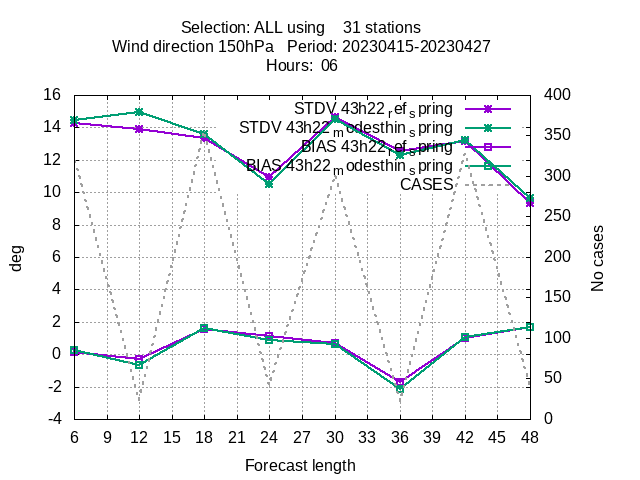 Selection: ALL using 31 stations
Wind direction 150hPa Period: 20230415-20230427
Hours: 06
STDV 43h22_ref_spring
STDV 43h22_modesthin_spring
BIAS 43h22_ref_spring
BIAS 43h22_modesthin_spring
CASES
16
14
12
10
8
6
4
2
0
-2
-4
deg
400
350
300
250
200
150
100
50
0
No cases
6 9 12 15 18 21 24 27 30 33 36 39 42 45 48
Forecast length